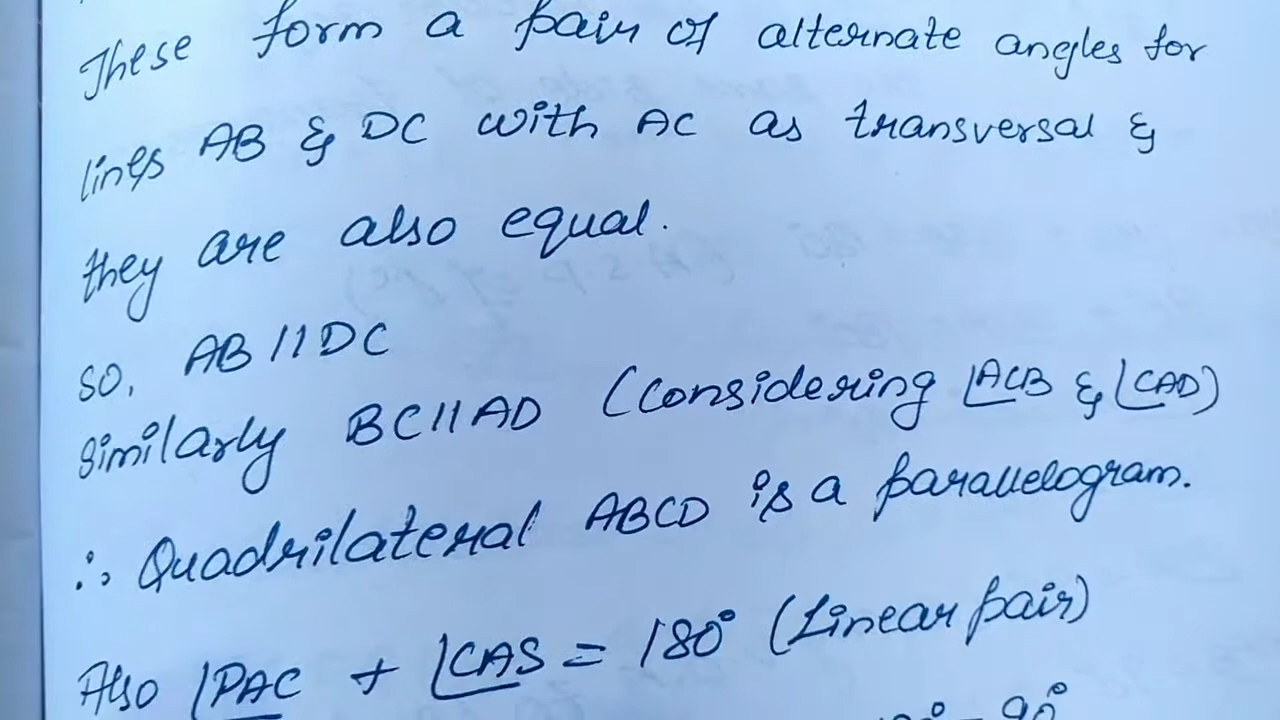 These form a pair of alternate angles for
lines AB & DC with AC as transversal &
they are also equal.
so, AB || DC
Similarly BC || AD (Considering ∠ACB & ∠CAD)
∴ Quadrilateral ABCD is a parallelogram.
Also ∠PAC + ∠CAS = 180° (Linear pair)
- 90°